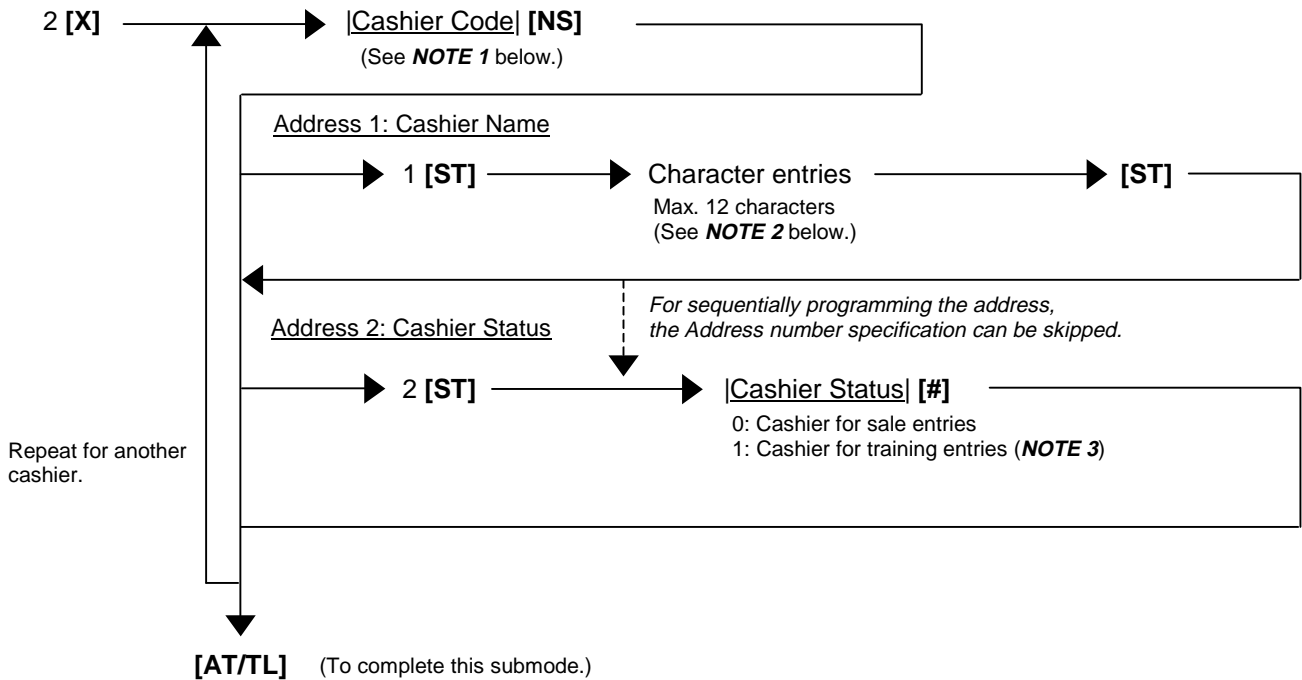 2 [X]
|Cashier Code| [NS]
(See NOTE 1 below.)
Address 1: Cashier Name
1 [ST]
Character entries
[ST]
Max. 12 characters
(See NOTE 2 below.)
For sequentially programming the address,
the Address number specification can be skipped.
Address 2: Cashier Status
2 [ST]
|Cashier Status| [#]
0: Cashier for sale entries
1: Cashier for training entries (NOTE 3)
Repeat for another
cashier.
[AT/TL]
(To complete this submode.)